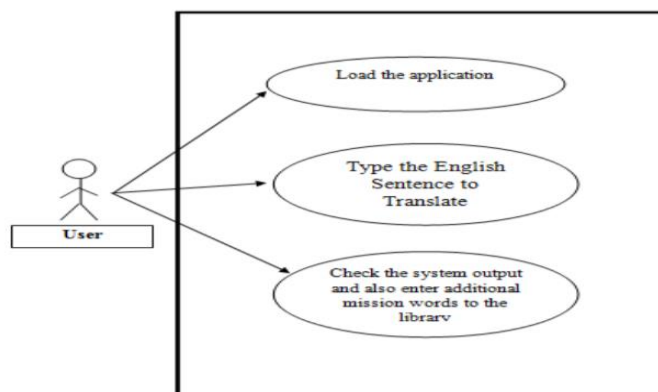 Load the application
Type the English
Sentence to
Translate
User
Check the system output
and also enter additional
mission words to the
library